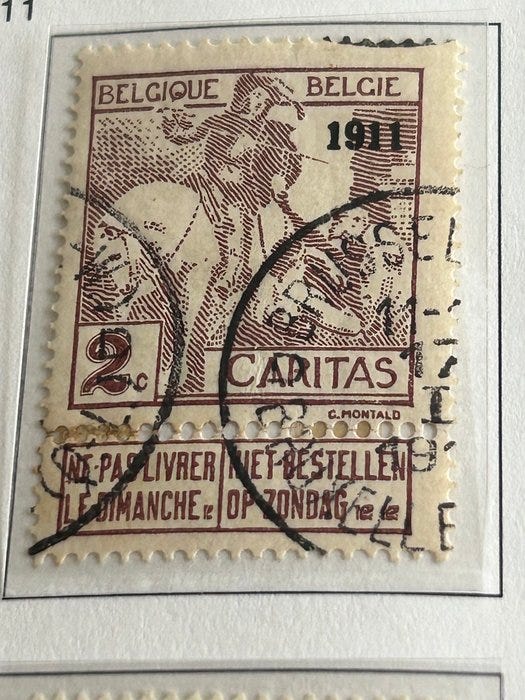 11
BELGIQUE BELGIE
1911
2c
CARITAS
C. MONTALD
NE PAS LIVRER NIET BESTELLEN
LE DIMANCHE OP ZONDAG